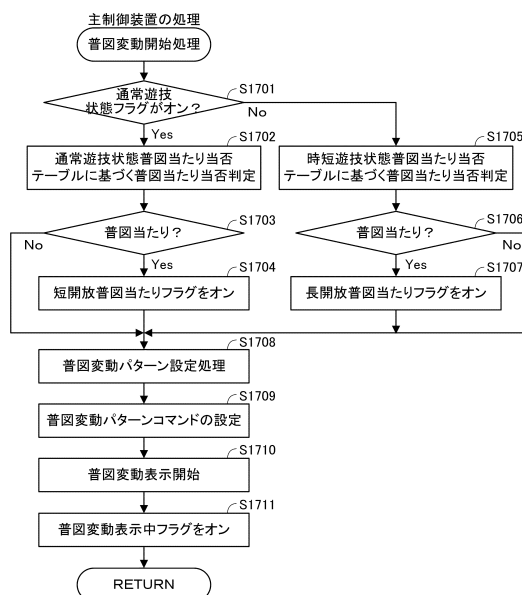 主制御装置の処理
普図変動開始処理
S1701
通常遊技
状態フラグがオン?
No
Yes
S1702
通常遊技状態普図当たり当否
テーブルに基づく普図当たり当否判定
S1705
時短遊技状態普図当たり当否
テーブルに基づく普図当たり当否判定
S1703
普図当たり?
No
Yes
S1706
普図当たり?
No
Yes
S1704
短開放普図当たりフラグをオン
S1707
長開放普図当たりフラグをオン
S1708
普図変動パターン設定処理
S1709
普図変動パターンコマンドの設定
S1710
普図変動表示開始
S1711
普図変動表示中フラグをオン
RETURN